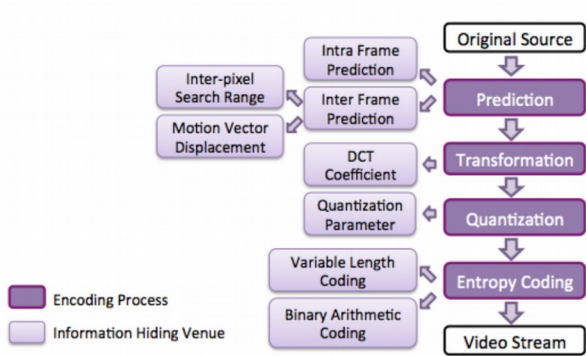 Original Source
Intra Frame
Prediction
Inter-pixel
Search Range
Inter Frame
Prediction
Prediction
Motion Vector
Displacement
DCT
Coefficient
Transformation
Quantization
Parameter
Quantization
Variable Length
Coding
Entropy Coding
Binary Arithmetic
Coding
Video Stream
Encoding Process
Information Hiding Venue